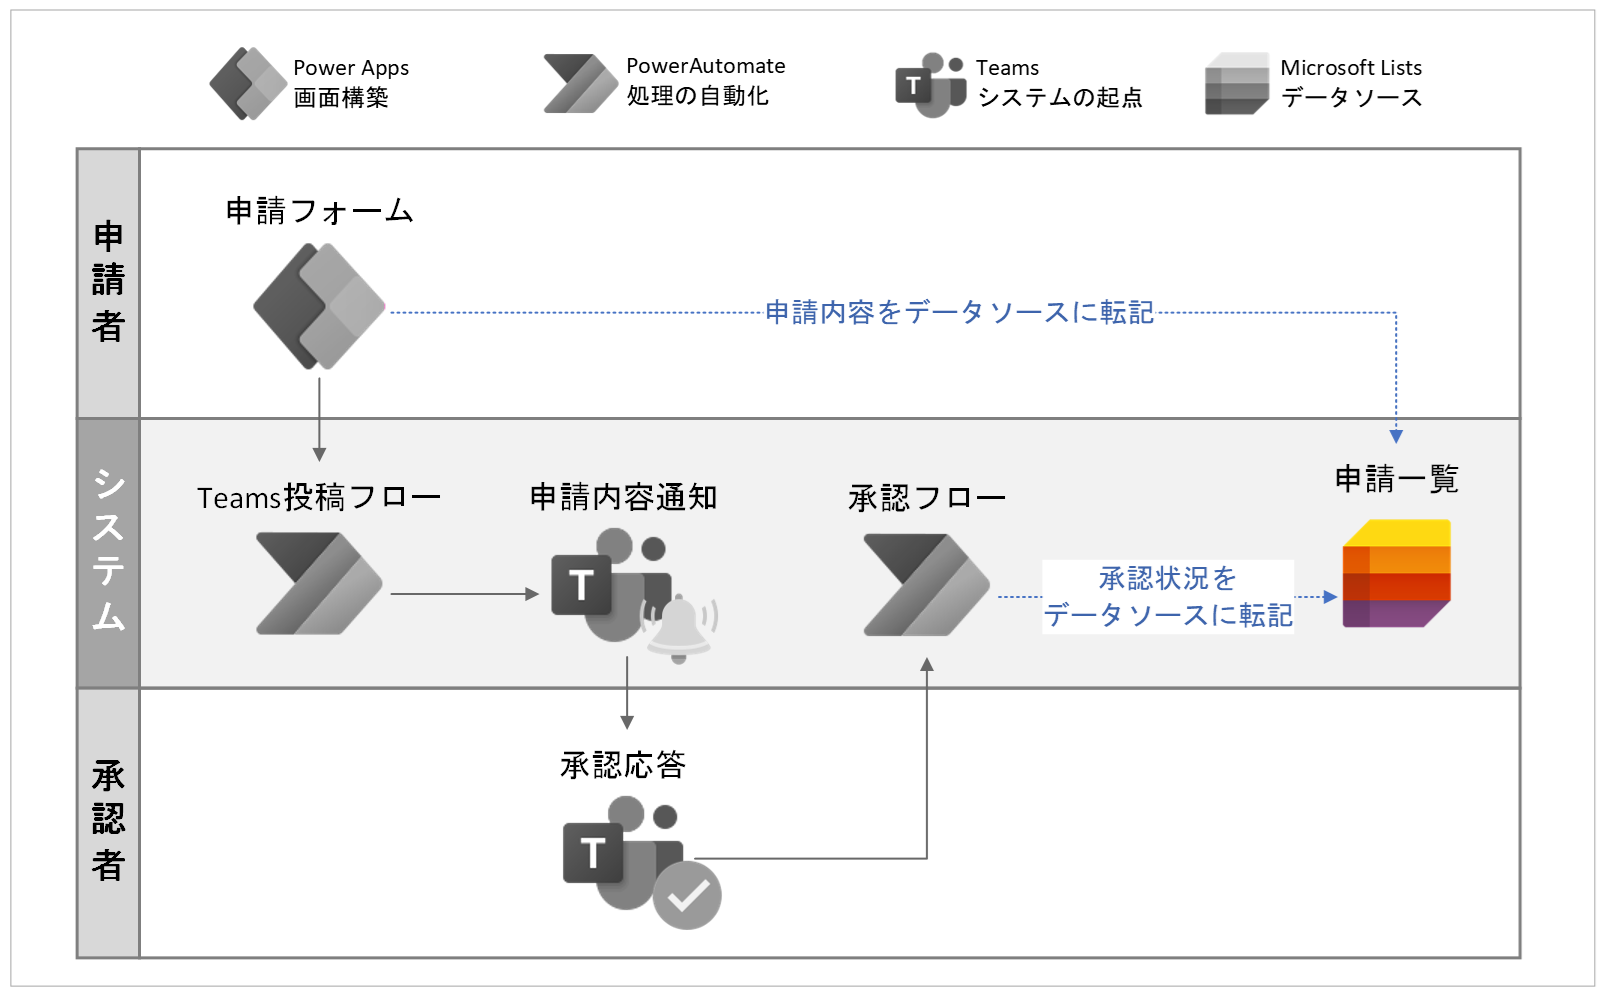 Power Apps
画面構築
PowerAutomate
処理の自動化
Teams
システムの起点
Microsoft Lists
データソース
申請者
申請フォーム
申請内容をデータソースに転記
システム
Teams投稿フロー
申請内容通知
承認フロー
申請一覧
T
承認状況を
データソースに転記
承認者
承認応答
T
T